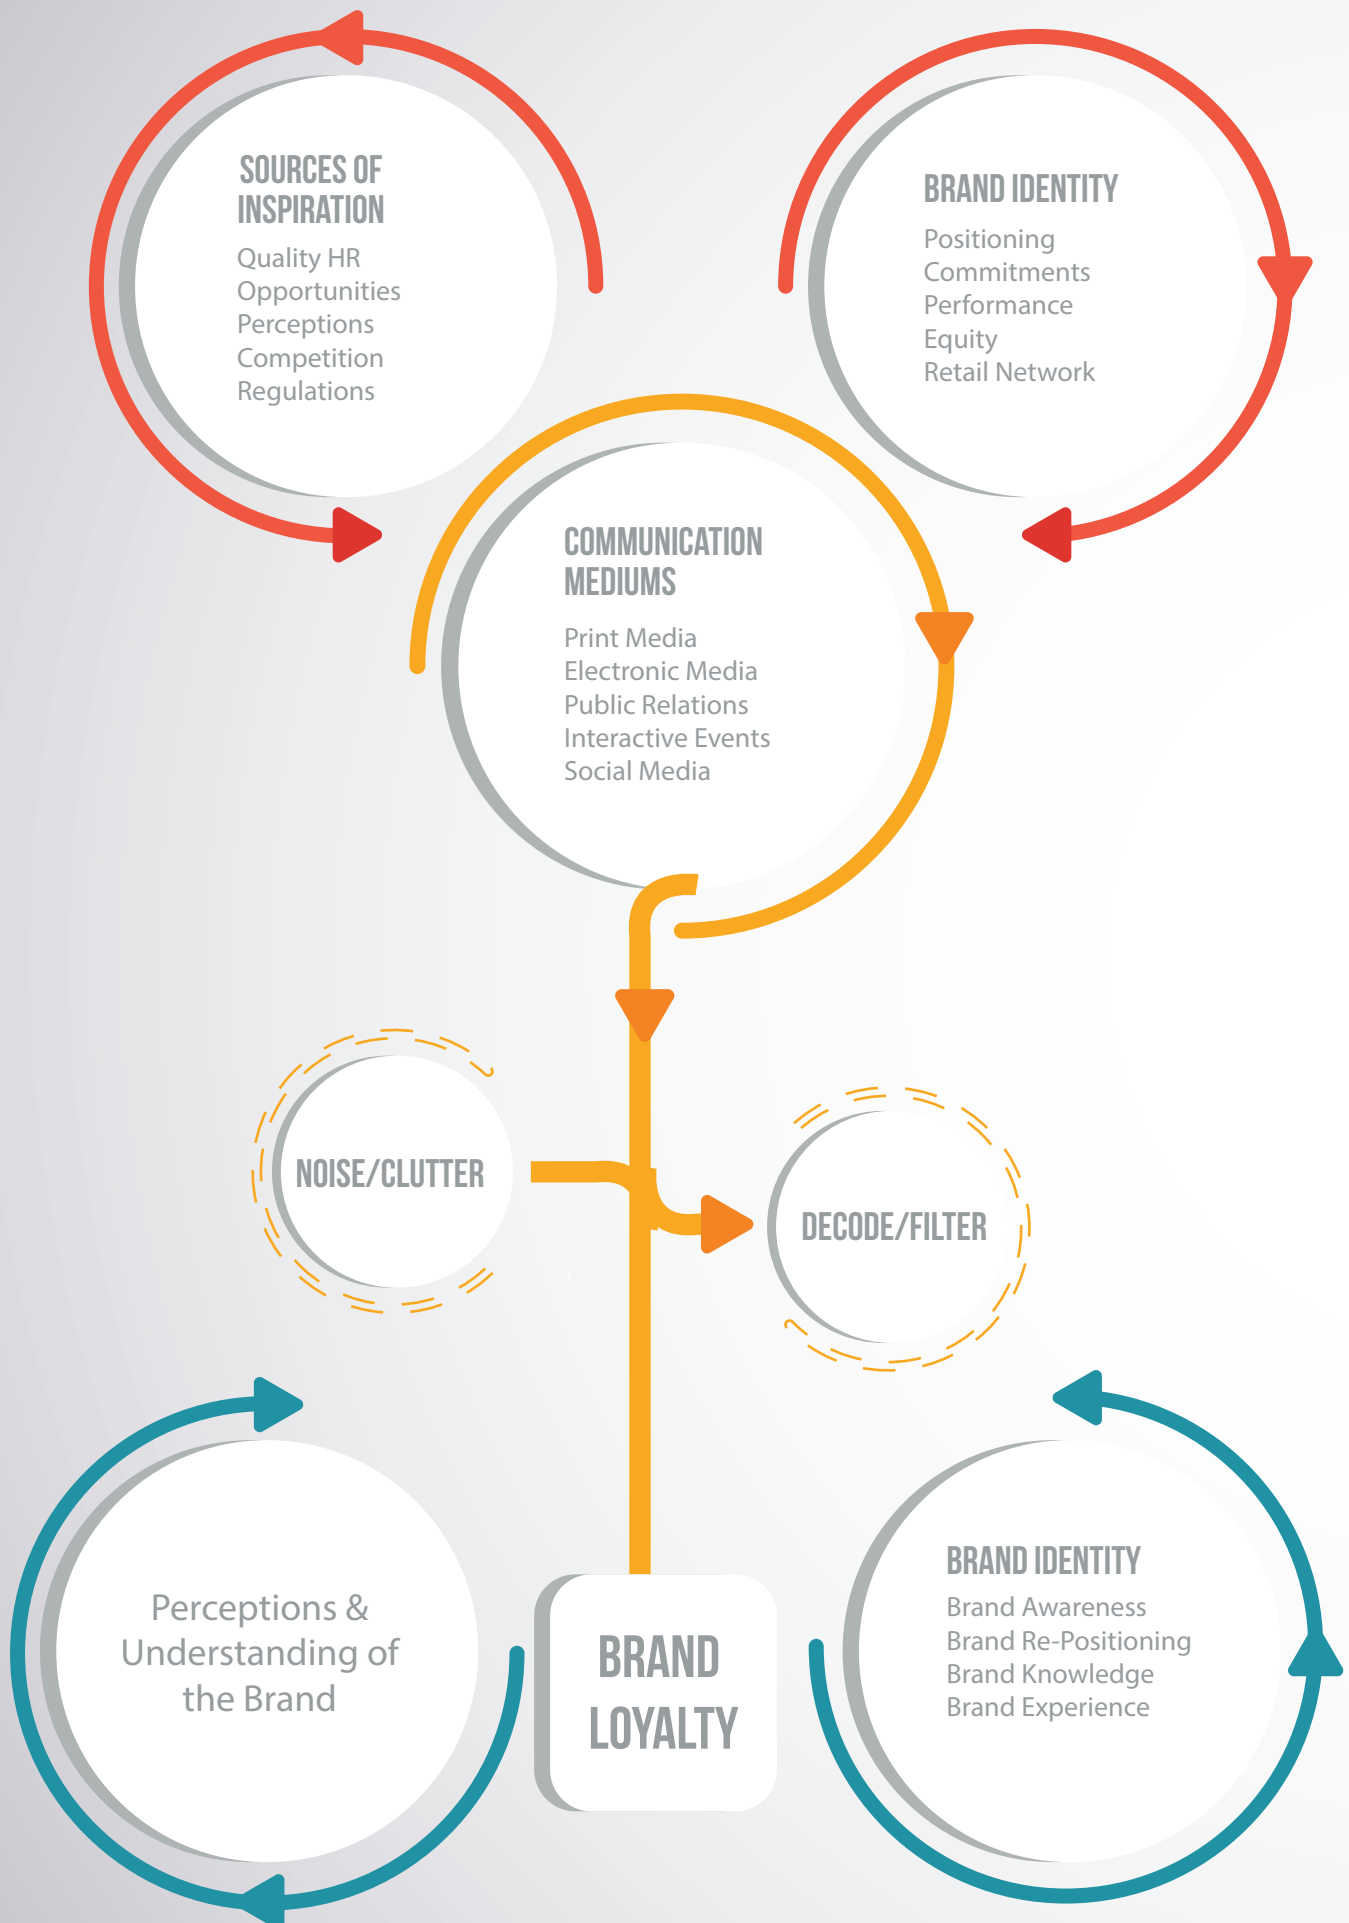 SOURCES OF
INSPIRATION
Quality HR
Opportunities
Perceptions
Competition
Regulations
BRAND IDENTITY
Positioning
Commitments
Performance
Equity
Retail Network
COMMUNICATION
MEDIUMS
Print Media
Electronic Media
Public Relations
Interactive Events
Social Media
NOISE/CLUTTER
DECODE/FILTER
Perceptions &
Understanding of
the Brand
BRAND
LOYALTY
BRAND IDENTITY
Brand Awareness
Brand Re-Positioning
Brand Knowledge
Brand Experience